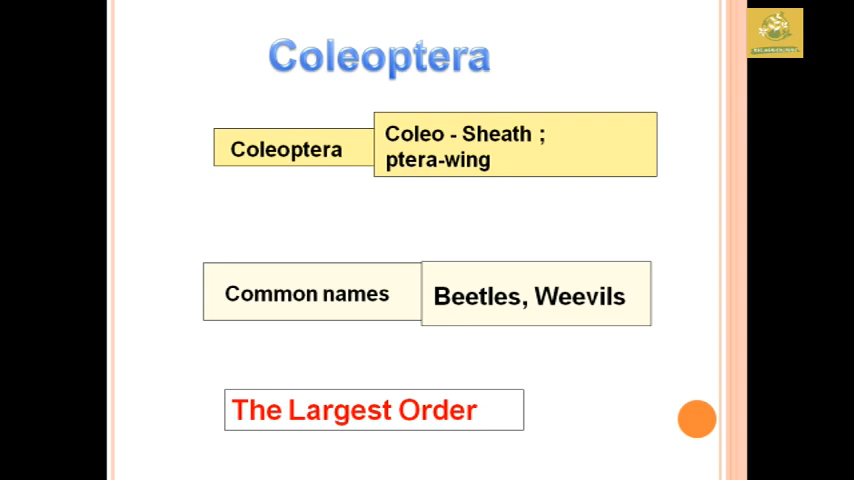 Coleoptera
Coleoptera
Coleo - Sheath ;
ptera-wing
Common names
Beetles, Weevils
The Largest Order